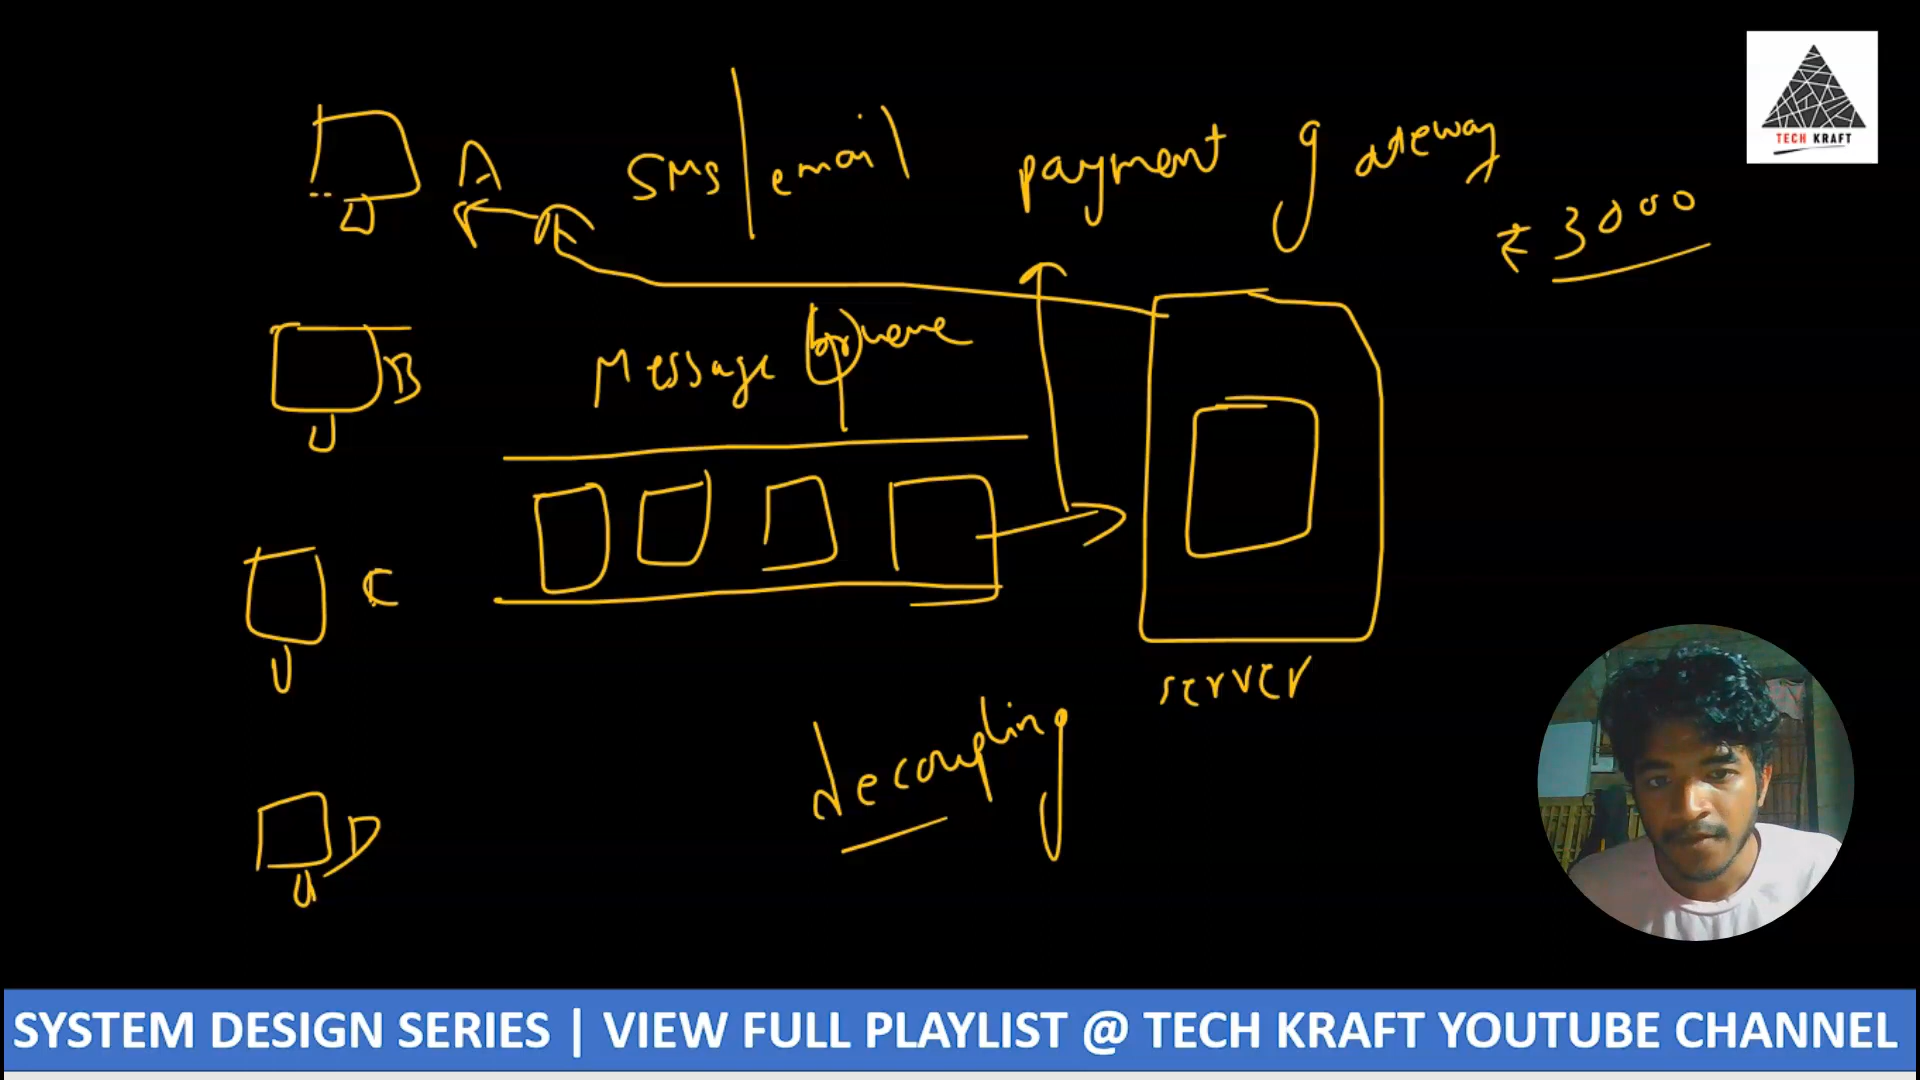 TECH KRAFT
A
SMS/email
payment gateway
₹ 3000
B
Message queue
C
server
decoupling
D
SYSTEM DESIGN SERIES | VIEW FULL PLAYLIST @ TECH KRAFT YOUTUBE CHANNEL